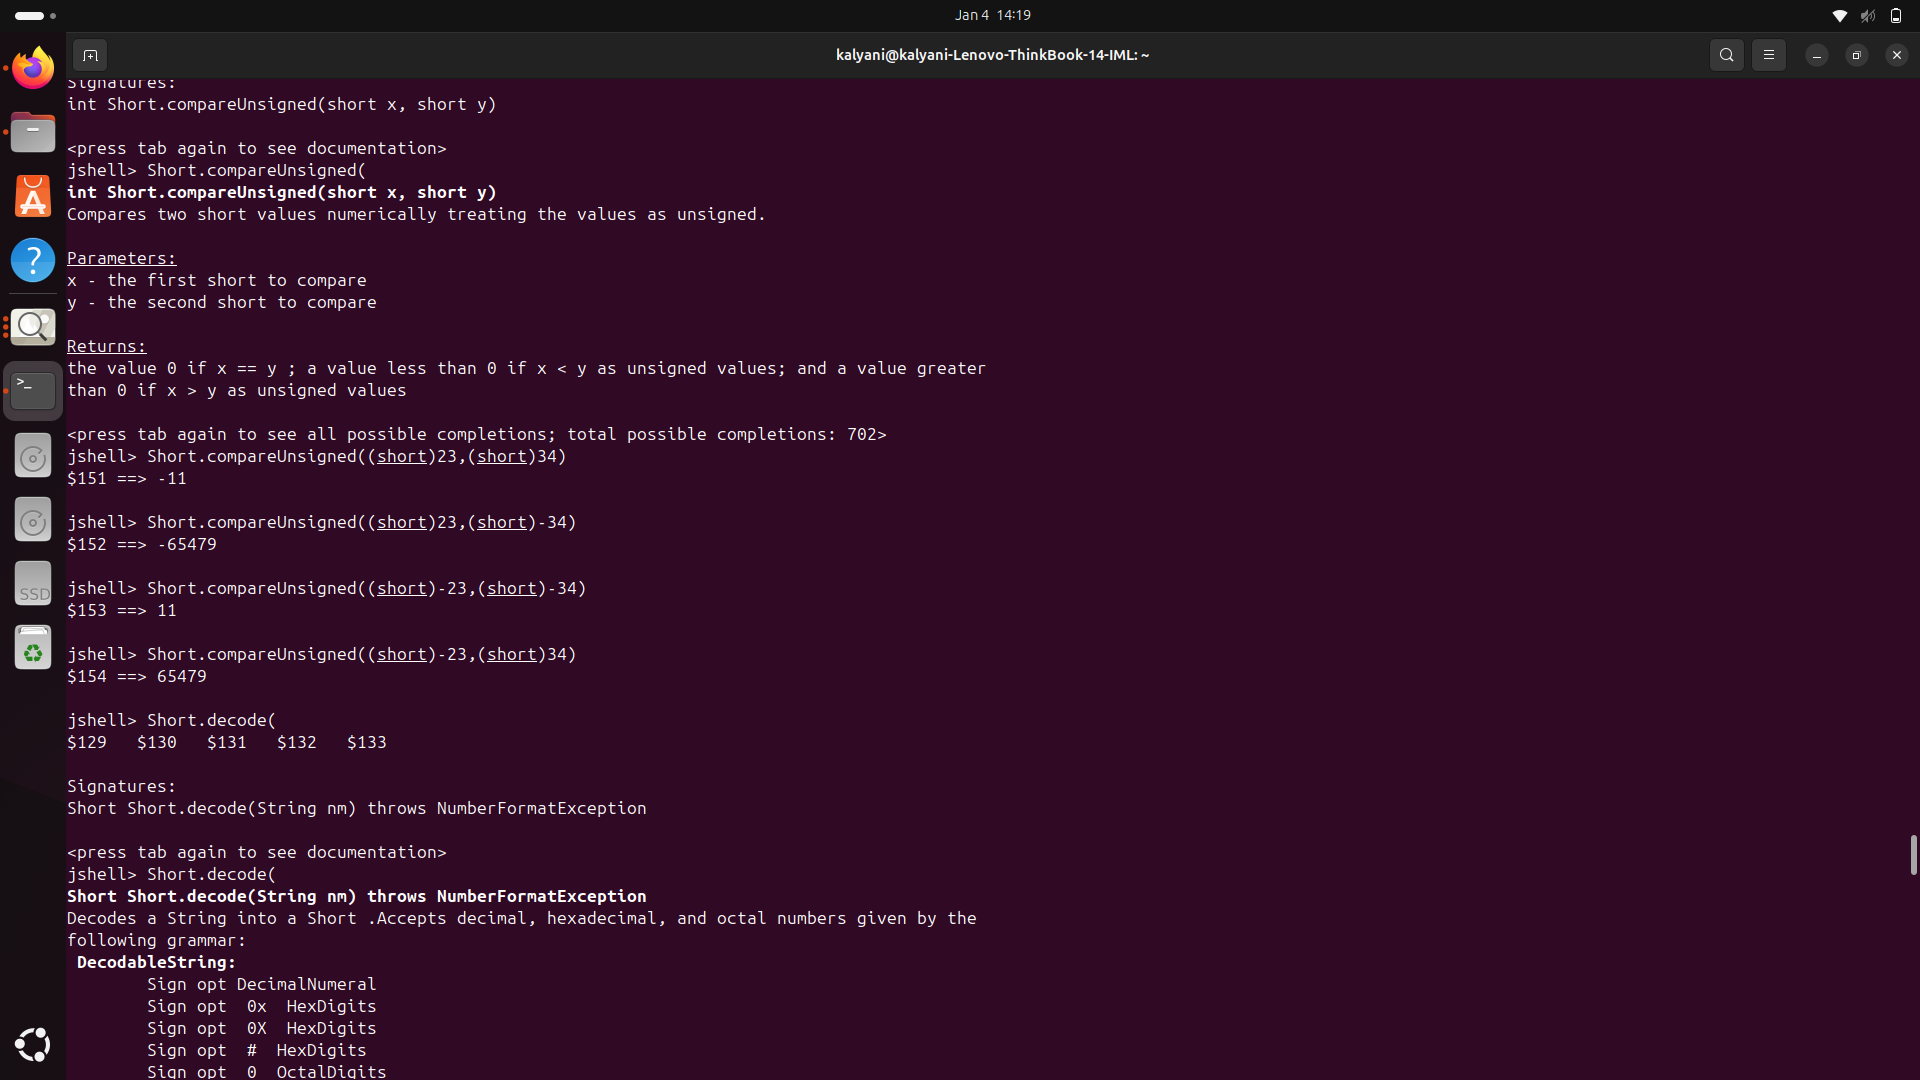 Jan 4 14:19
kalyani@kalyani-Lenovo-ThinkBook-14-IML: ~
Signatures:
int Short.compareUnsigned(short x, short y)
<press tab again to see documentation>
jshell> Short.compareUnsigned(
int Short.compareUnsigned(short x, short y)
Compares two short values numerically treating the values as unsigned.
Parameters:
x - the first short to compare
y - the second short to compare
Returns:
the value 0 if x == y ; a value less than 0 if x < y as unsigned values; and a value greater
than 0 if x > y as unsigned values
<press tab again to see all possible completions; total possible completions: 702>
jshell> Short.compareUnsigned((short)23,(short)34)
$151 ==> -11
jshell> Short.compareUnsigned((short)23,(short)-34)
$152 ==> -65479
jshell> Short.compareUnsigned((short)-23,(short)-34)
$153 ==> 11
jshell> Short.compareUnsigned((short)-23,(short)34)
$154 ==> 65479
jshell> Short.decode(
$129   $130   $131   $132   $133
Signatures:
Short Short.decode(String nm) throws NumberFormatException
<press tab again to see documentation>
jshell> Short.decode(
Short Short.decode(String nm) throws NumberFormatException
Decodes a String into a Short .Accepts decimal, hexadecimal, and octal numbers given by the
following grammar:
DecodableString:
Sign opt DecimalNumeral
Sign opt  0x  HexDigits
Sign opt  0X  HexDigits
Sign opt  #  HexDigits
Sign opt  0  OctalDigits
SSD